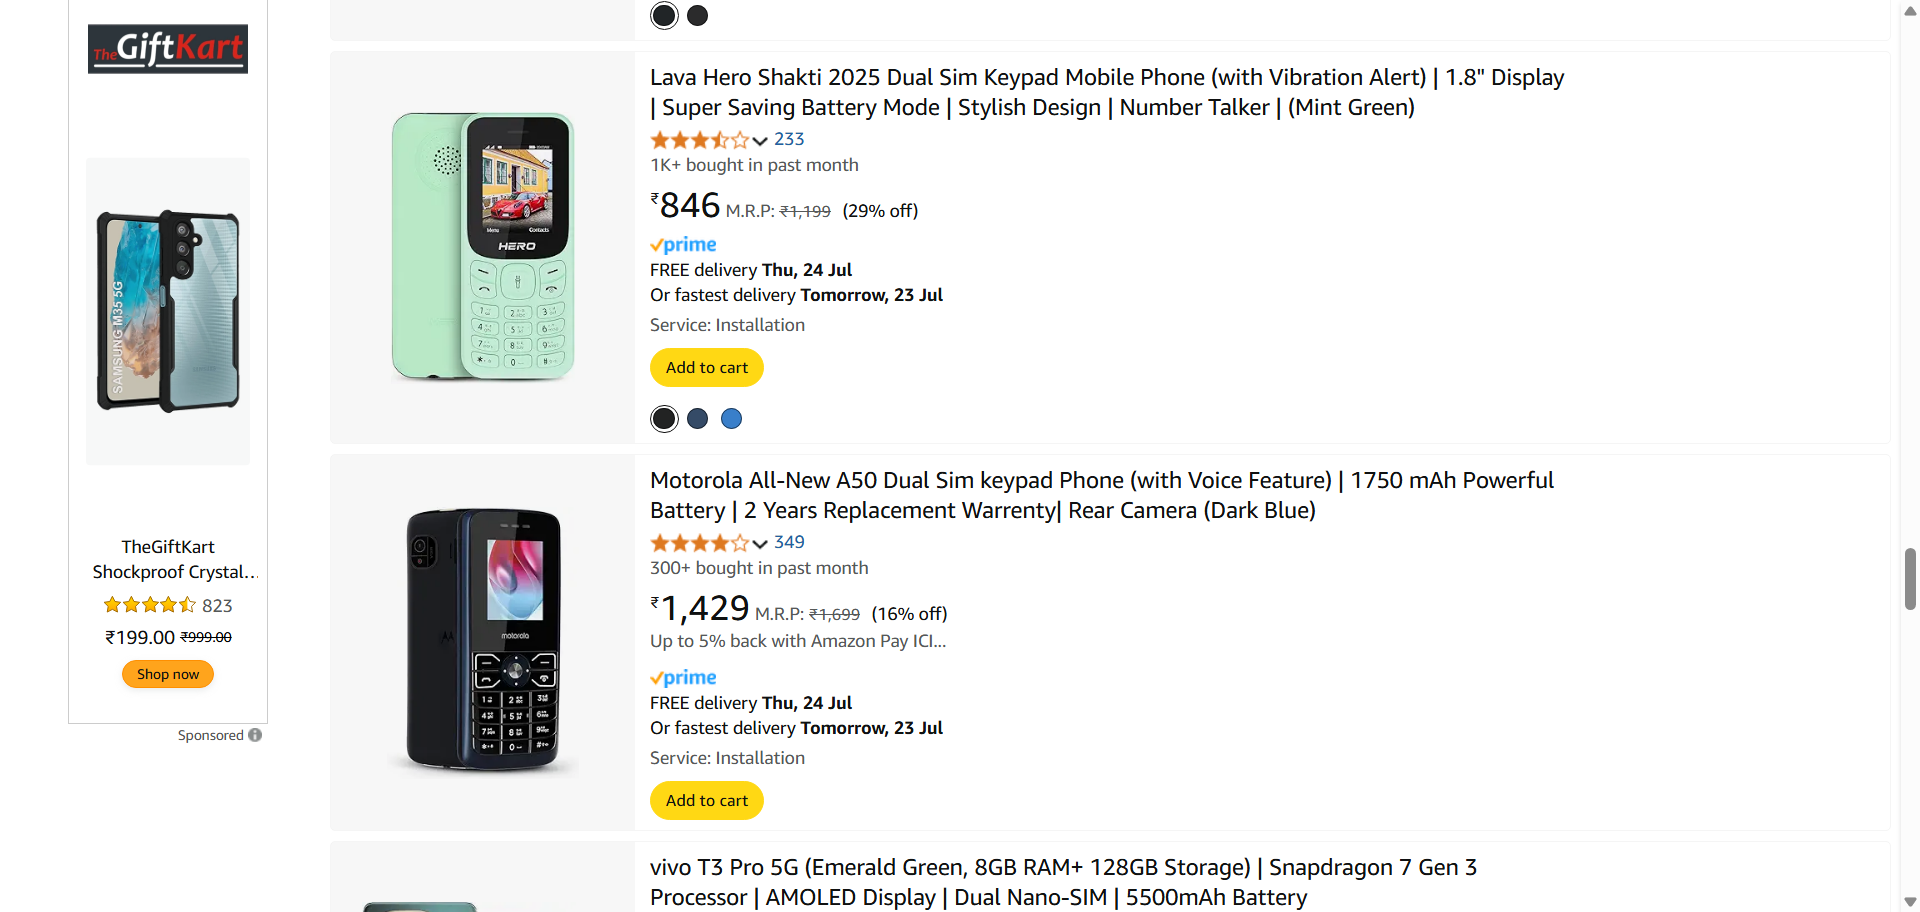 TheGiftKart
SAMSUNG M35 5G
TheGiftKart
Shockproof Crystal...
823
₹199.00 ₹999.00
Shop now
Sponsored
Lava Hero Shakti 2025 Dual Sim Keypad Mobile Phone (with Vibration Alert) | 1.8" Display
| Super Saving Battery Mode | Stylish Design | Number Talker | (Mint Green)
233
1K+ bought in past month
₹846 M.R.P: ₹1,199 (29% off)
prime
FREE delivery Thu, 24 Jul
Or fastest delivery Tomorrow, 23 Jul
Service: Installation
Add to cart
Menu Contacts
HERO
Motorola All-New A50 Dual Sim keypad Phone (with Voice Feature) | 1750 mAh Powerful
Battery | 2 Years Replacement Warrenty| Rear Camera (Dark Blue)
349
300+ bought in past month
₹1,429 M.R.P: ₹1,699 (16% off)
Up to 5% back with Amazon Pay ICI...
prime
FREE delivery Thu, 24 Jul
Or fastest delivery Tomorrow, 23 Jul
Service: Installation
Add to cart
motorola
vivo T3 Pro 5G (Emerald Green, 8GB RAM+ 128GB Storage) | Snapdragon 7 Gen 3
Processor | AMOLED Display | Dual Nano-SIM | 5500mAh Battery